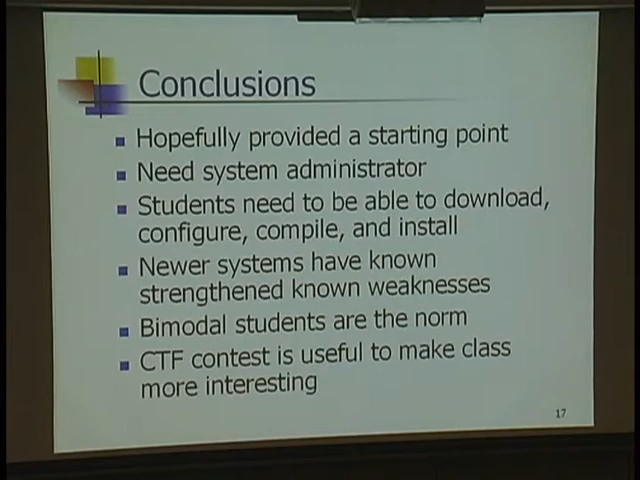 Conclusions
Hopefully provided a starting point
Need system administrator
Students need to be able to download,
configure, compile, and install
Newer systems have known
strengthened known weaknesses
Bimodal students are the norm
CTF contest is useful to make class
more interesting
17